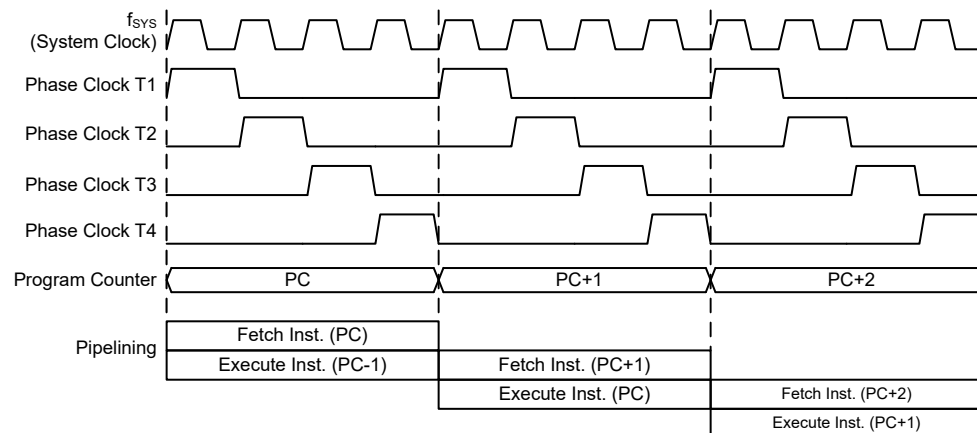 fSYS
(System Clock)
Phase Clock T1
Phase Clock T2
Phase Clock T3
Phase Clock T4
Program Counter PC PC+1 PC+2
Pipelining
Fetch Inst. (PC)
Execute Inst. (PC-1) Fetch Inst. (PC+1)
Execute Inst. (PC) Fetch Inst. (PC+2)
Execute Inst. (PC+1)